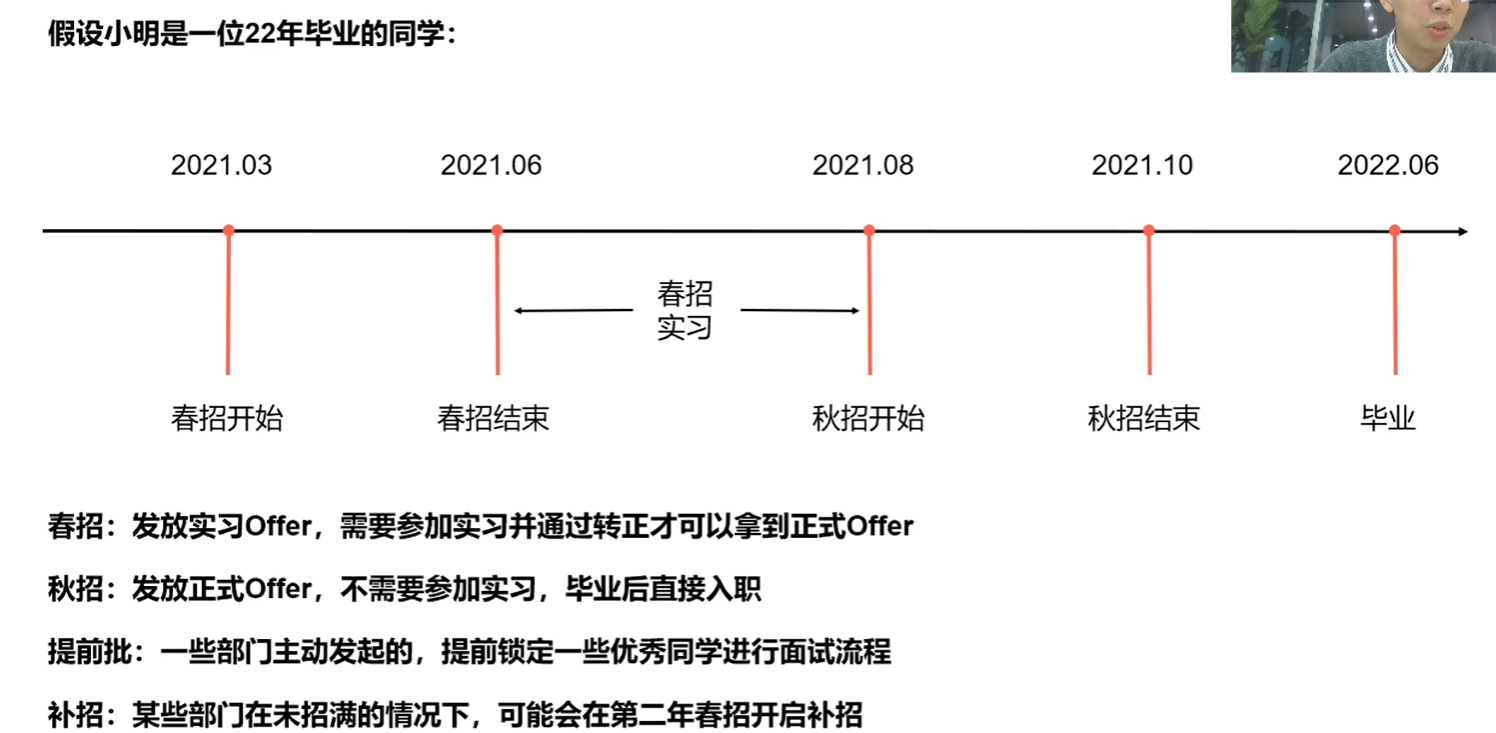 假设小明是一位22年毕业的同学：
2021.03
2021.06
2021.08
2021.10
2022.06
春招
实习
春招开始
春招结束
秋招开始
秋招结束
毕业
春招：发放实习Offer，需要参加实习并通过转正才可以拿到正式Offer
秋招：发放正式Offer，不需要参加实习，毕业后直接入职
提前批：一些部门主动发起的，提前锁定一些优秀同学进行面试流程
补招：某些部门在未招满的情况下，可能会在第二年春招开启补招